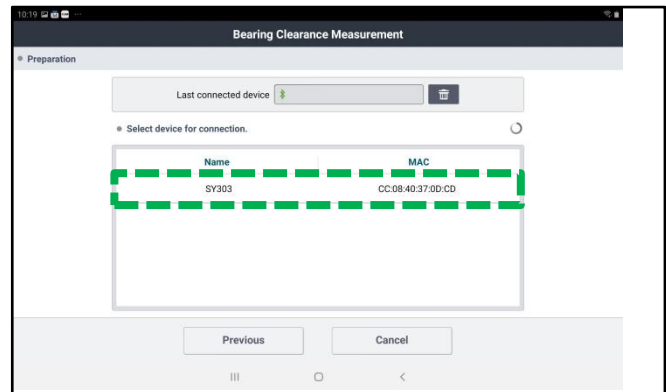 10:19 ...
Bearing Clearance Measurement
Preparation
Last connected device
Select device for connection.
Name MAC
SY303 CC:08:40:37:0D:CD
Previous Cancel